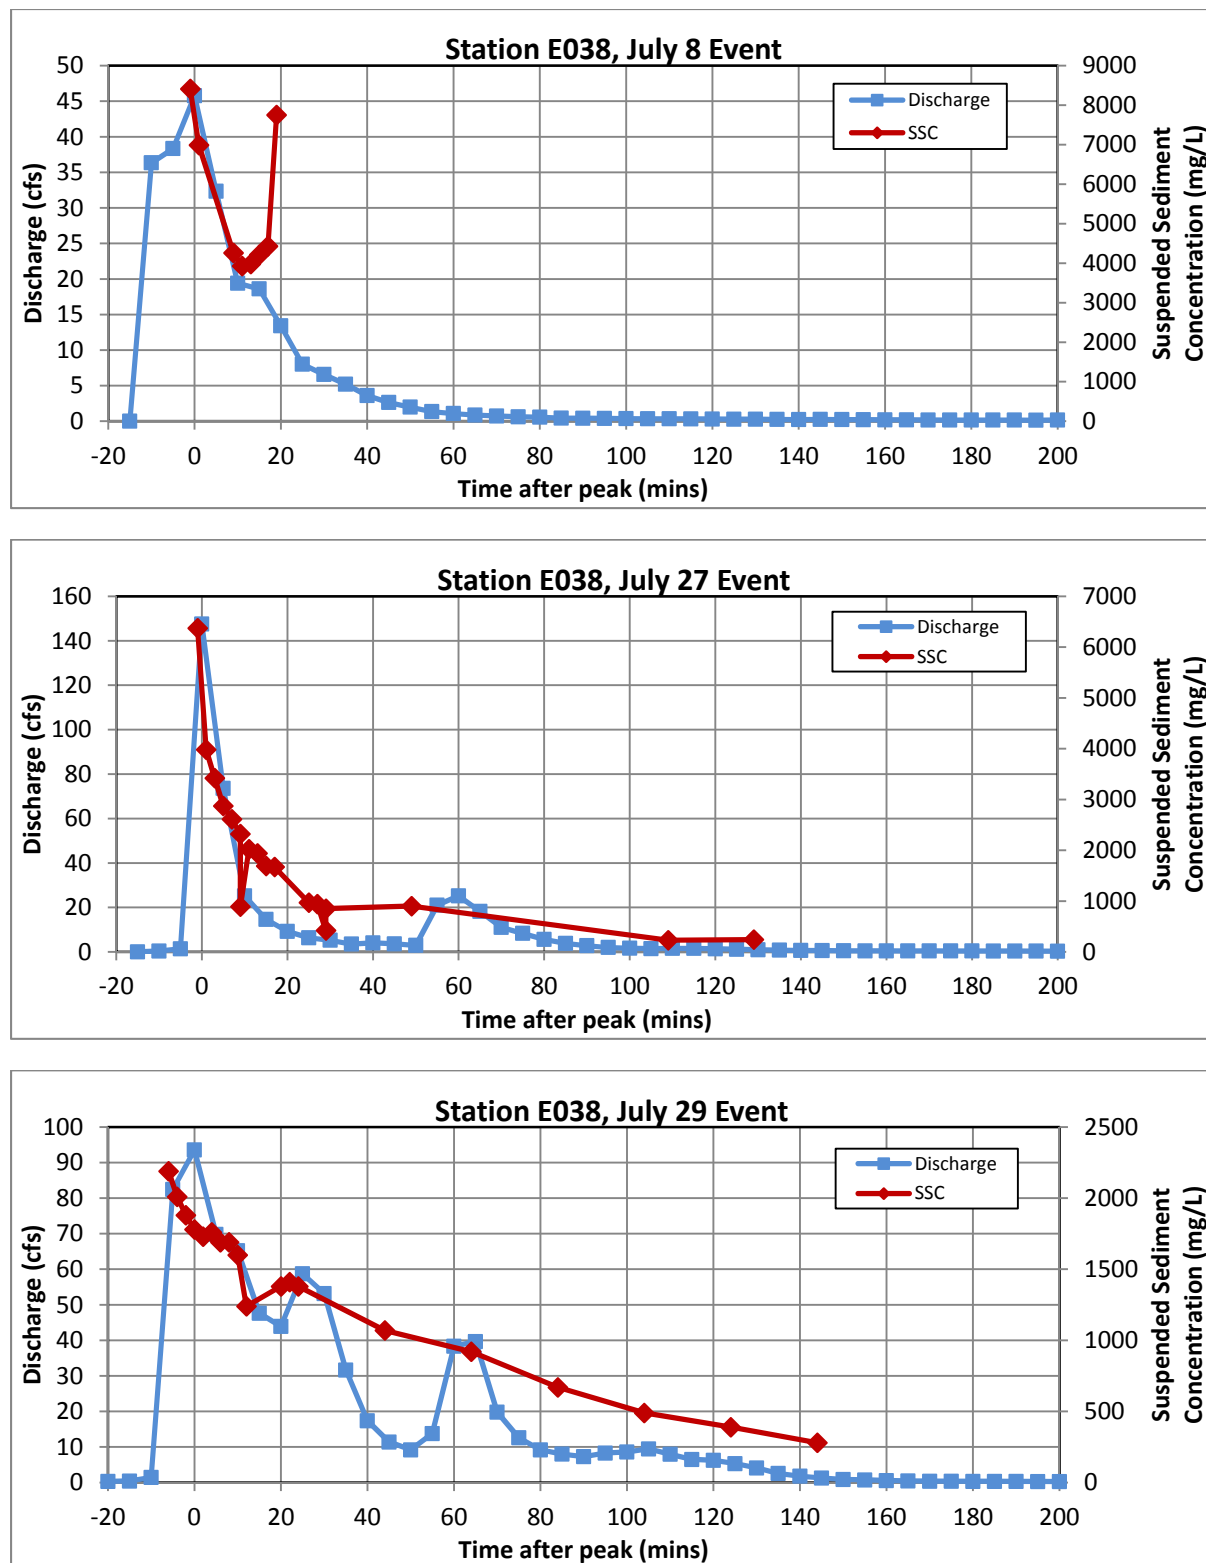 Station E038, July 8 Event
Discharge (cfs)
50
45
40
35
30
25
20
15
10
5
0
Discharge
SSC
9000
8000
7000
6000
5000
4000
3000
2000
1000
0
Suspended Sediment
Concentration (mg/L)
-20 0 20 40 60 80 100 120 140 160 180 200
Time after peak (mins)
Station E038, July 27 Event
Discharge (cfs)
160
140
120
100
80
60
40
20
0
Discharge
SSC
7000
6000
5000
4000
3000
2000
1000
0
Suspended Sediment
Concentration (mg/L)
-20 0 20 40 60 80 100 120 140 160 180 200
Time after peak (mins)
Station E038, July 29 Event
Discharge (cfs)
100
90
80
70
60
50
40
30
20
10
0
Discharge
SSC
2500
2000
1500
1000
500
0
Suspended Sediment
Concentration (mg/L)
-20 0 20 40 60 80 100 120 140 160 180 200
Time after peak (mins)